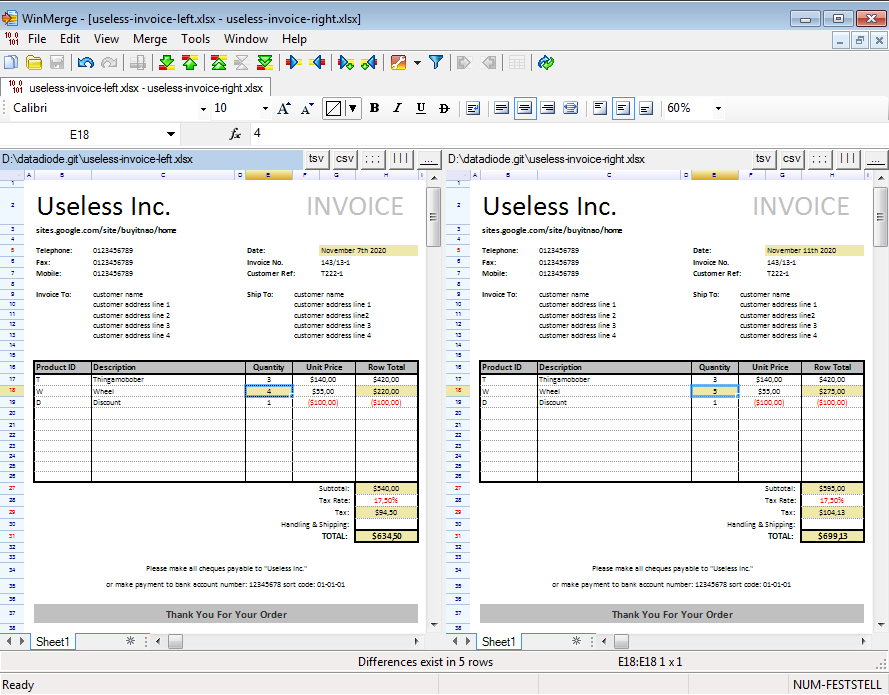 WinMerge - [useless-invoice-left.xlsx - useless-invoice-right.xlsx]
File Edit View Merge Tools Window Help
useless-invoice-left.xlsx - useless-invoice-right.xlsx
Calibri 10 B I U D 60%
E18 fx 4
D:\datadiode.git\useless-invoice-left.xlsx tsv csv ; ; ; | | | ...
A B C D E F G H I
Useless Inc. INVOICE
sites.google.com/site/buyitnao/home
Telephone: 0123456789 Date: November 7th 2020
Fax: 0123456789 Invoice No. 143/13-1
Mobile: 0123456789 Customer Ref: T222-1
Invoice To: customer name Ship To: customer name
customer address line 1 customer address line 1
customer address line 2 customer address line2
customer address line 3 customer address line 3
customer address line 4 customer address line 4
Product ID Description Quantity Unit Price Row Total
T Thingamobober 3 $140,00 $420,00
W Wheel 4 $55,00 $220,00
D Discount 1 ($100,00) ($100,00)
Subtotal: $540,00
Tax Rate: 17,50%
Tax: $94,50
Handling & Shipping:
TOTAL: $634,50
Please make all cheques payable to "Useless Inc."
or make payment to bank account number: 12345678 sort code: 01-01-01
Thank You For Your Order
Sheet1
D:\datadiode.git\useless-invoice-right.xlsx tsv csv ; ; ; | | | ...
A B C D E F G H I
Useless Inc. INVOICE
sites.google.com/site/buyitnao/home
Telephone: 0123456789 Date: November 11th 2020
Fax: 0123456789 Invoice No. 143/13-1
Mobile: 0123456789 Customer Ref: T222-1
Invoice To: customer name Ship To: customer name
customer address line 1 customer address line 1
customer address line 2 customer address line2
customer address line 3 customer address line 3
customer address line 4 customer address line 4
Product ID Description Quantity Unit Price Row Total
T Thingamobober 3 $140,00 $420,00
W Wheel 5 $55,00 $275,00
D Discount 1 ($100,00) ($100,00)
Subtotal: $595,00
Tax Rate: 17,50%
Tax: $104,13
Handling & Shipping:
TOTAL: $699,13
Please make all cheques payable to "Useless Inc."
or make payment to bank account number: 12345678 sort code: 01-01-01
Thank You For Your Order
Sheet1
Differences exist in 5 rows E18:E18 1 x 1
Ready NUM-FESTSTELL